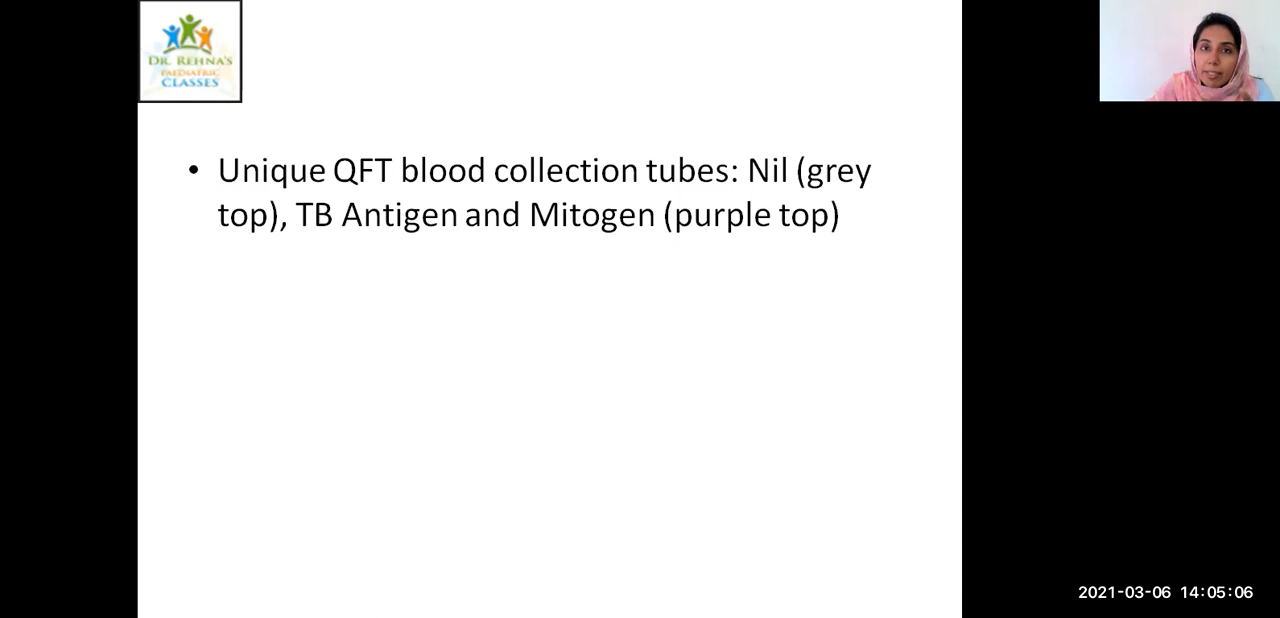 DR. REHNA'S
PAEDIATRIC
CLASSES
• Unique QFT blood collection tubes: Nil (grey
top), TB Antigen and Mitogen (purple top)
2021-03-06 14:05:06